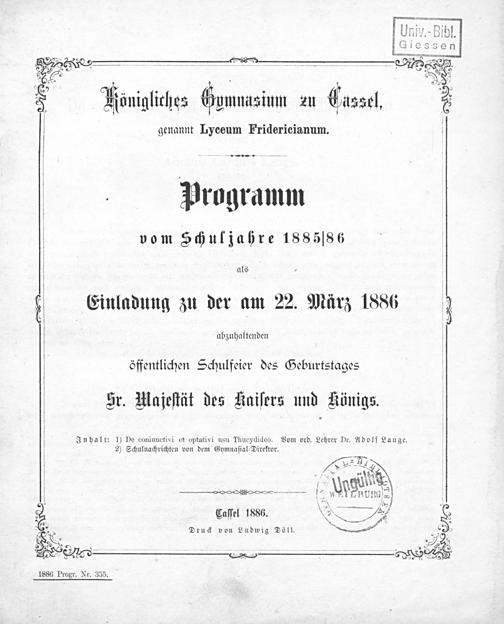 Univ.-Bibl.
Giessen
Königliches Gymnasium zu Cassel,
genannt Lyceum Fridericianum.
Programm
vom Schuljahre 1885/86
als
Einladung zu der am 22. März 1886
abzuhaltenden
öffentlichen Schulfeier des Geburtstages
Sr. Majestät des Kaisers und Königs.
Inhalt: 1) De coniunctivi et optativi usu Thucydideo. Vom ord. Lehrer Dr. Adolf Lange.
2) Schulnachrichten von dem Gymnasial-Direktor.
Ungültig
WEILBURG
Cassel 1886.
Druck von Ludwig Döll.
1886 Progr. Nr. 355.